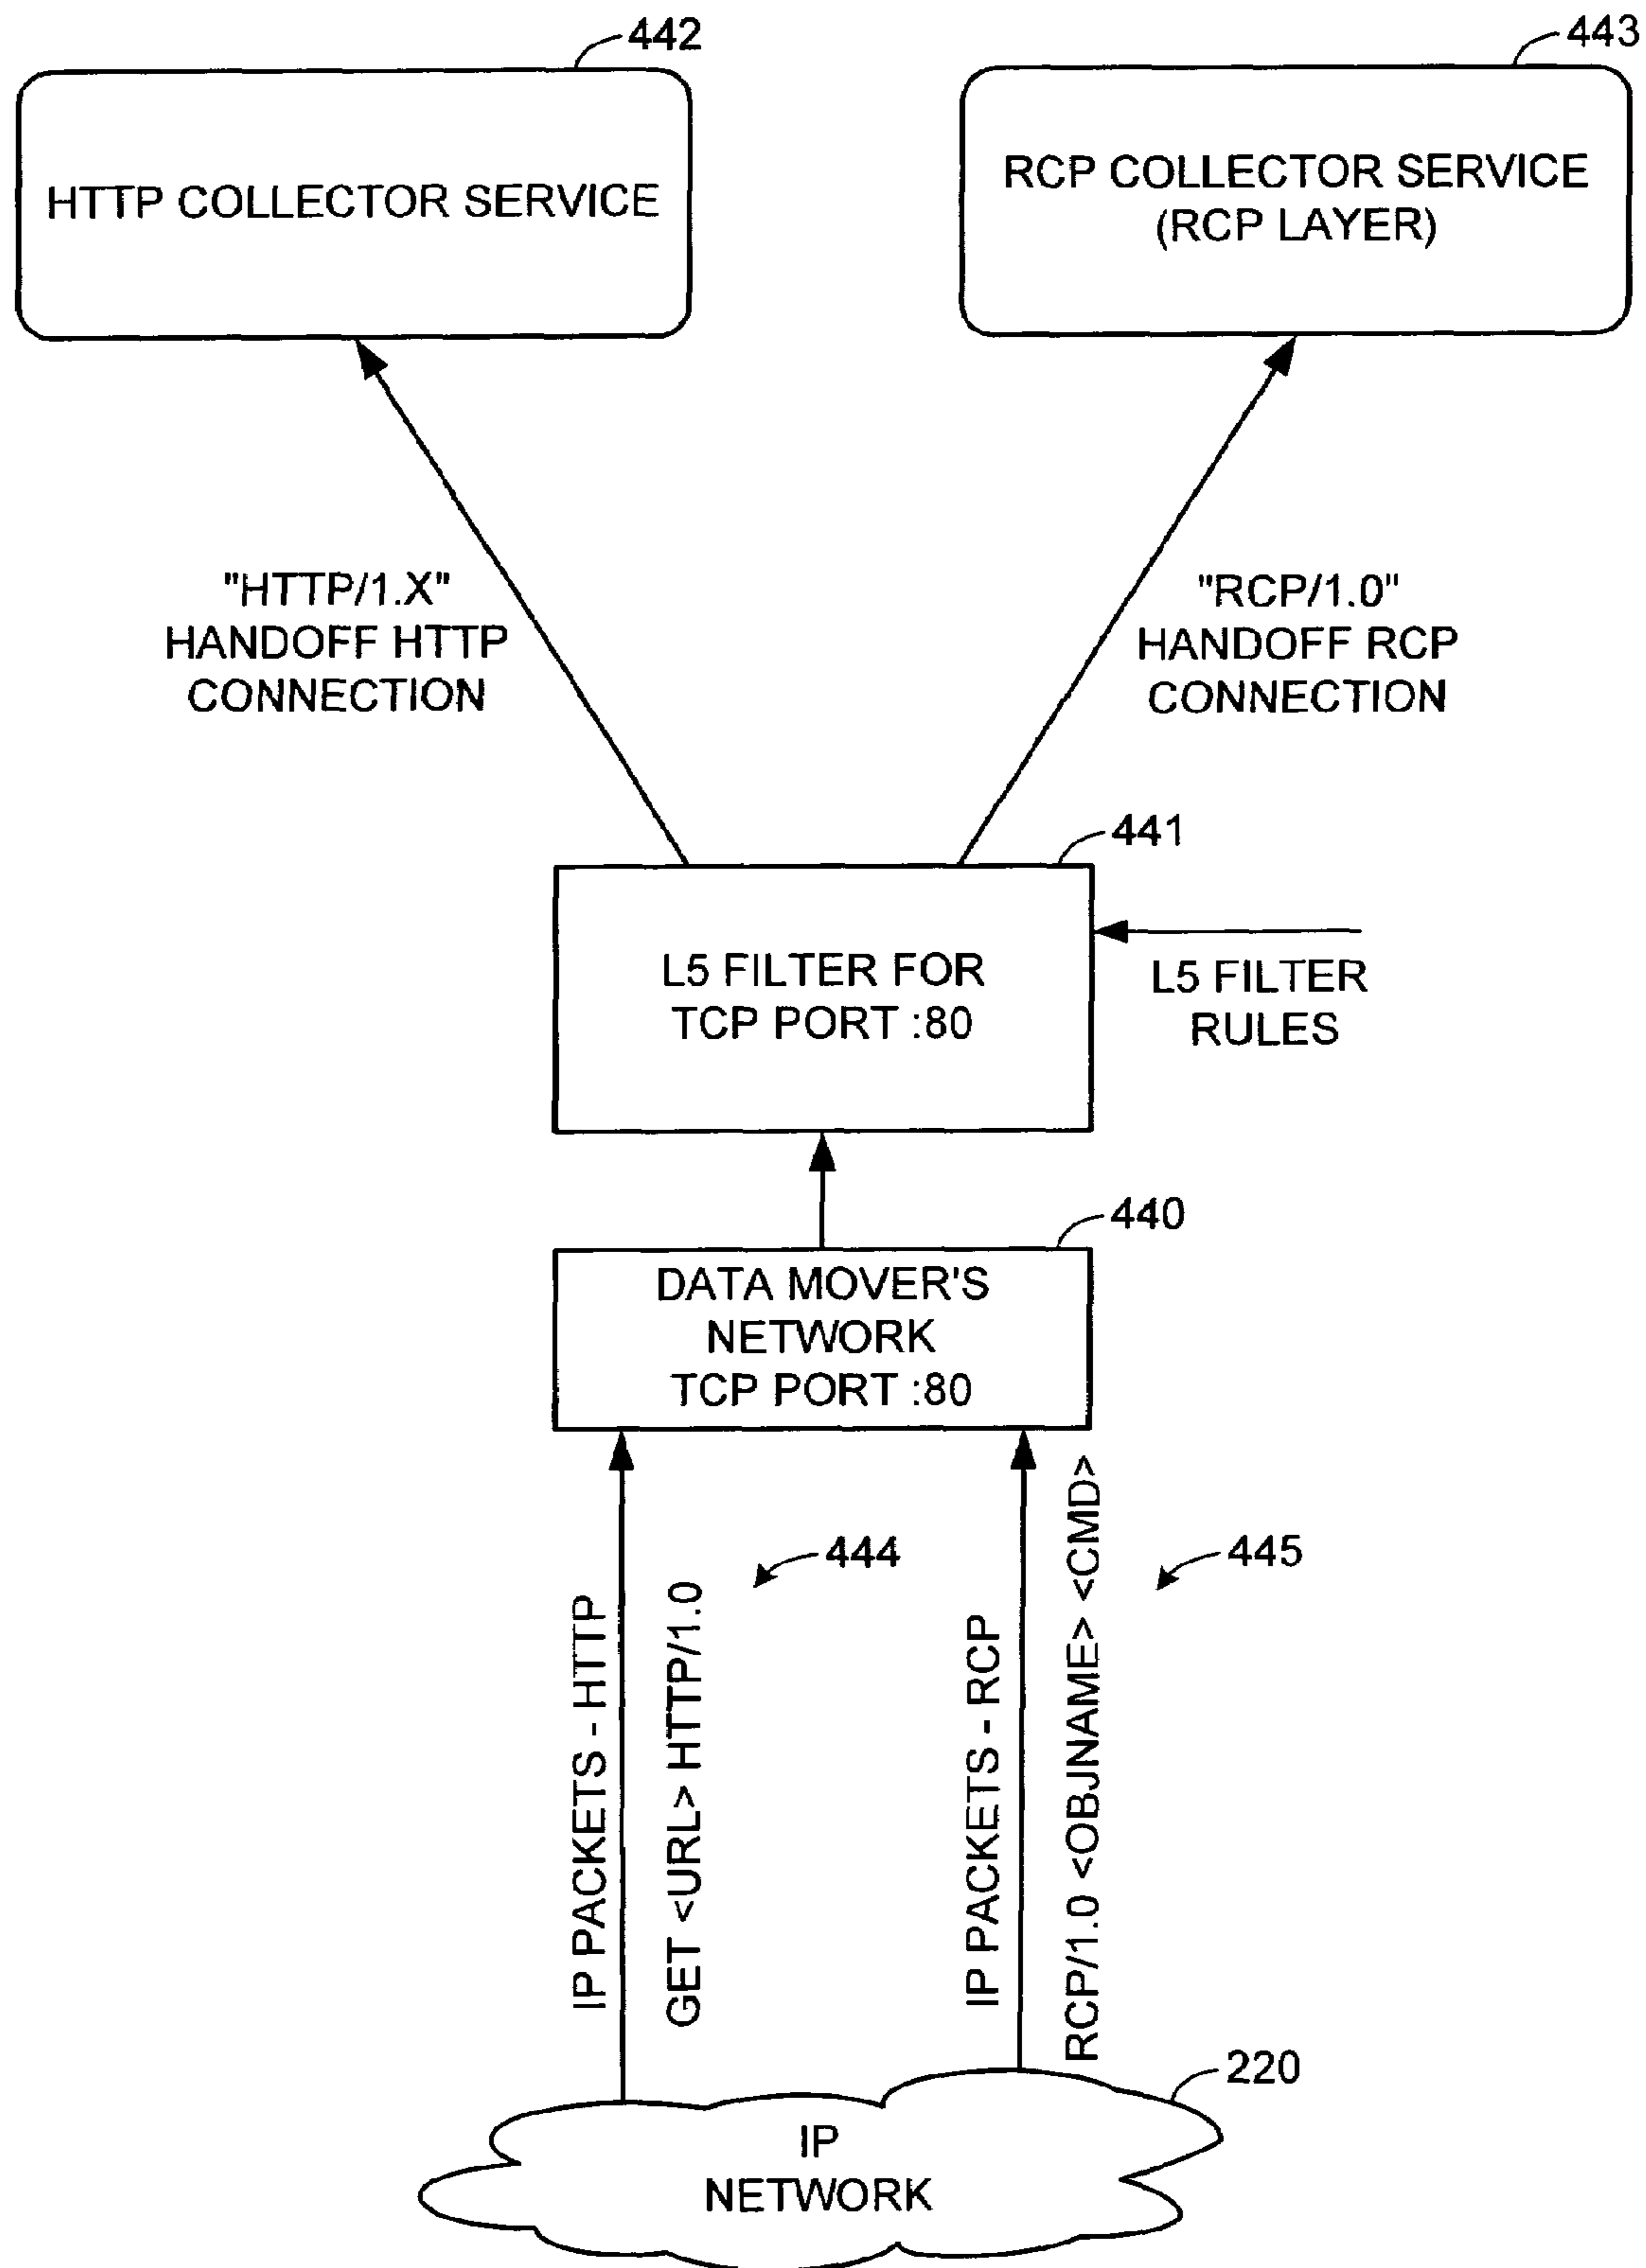 442
443
HTTP COLLECTOR SERVICE
RCP COLLECTOR SERVICE
(RCP LAYER)
"HTTP/1.X"
HANDOFF HTTP
CONNECTION
"RCP/1.0"
HANDOFF RCP
CONNECTION
441
L5 FILTER FOR
TCP PORT :80
L5 FILTER
RULES
440
DATA MOVER'S
NETWORK
TCP PORT :80
IP PACKETS - HTTP
GET <URL> HTTP/1.0
444
IP PACKETS - RCP
RCP/1.0 <OBJNAME> <CMD>
445
220
IP
NETWORK